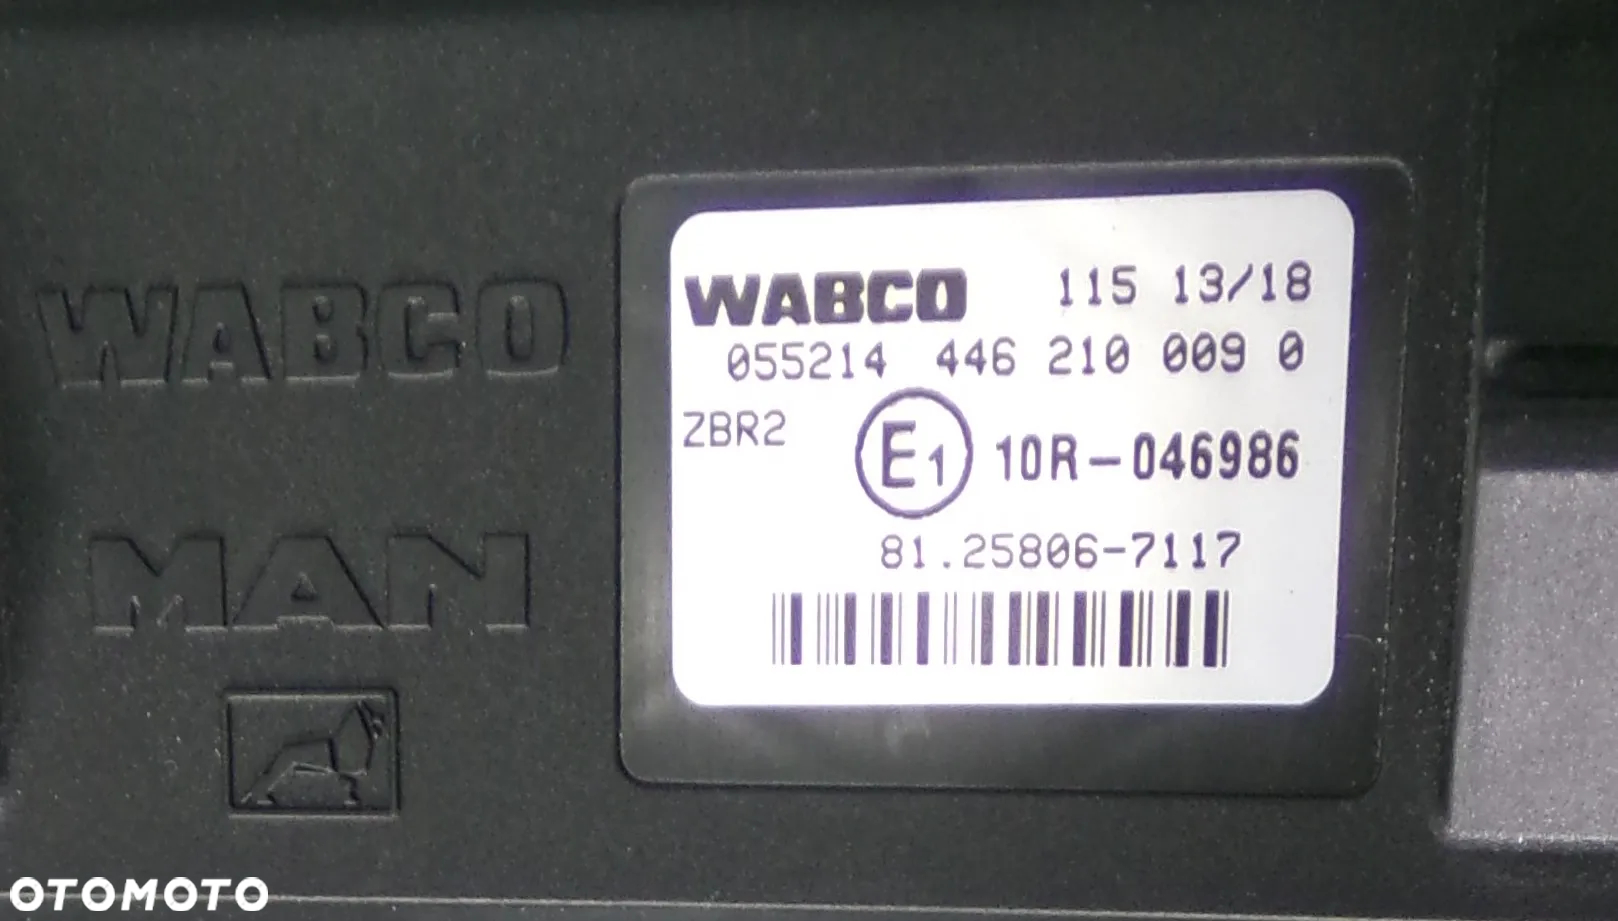 WABCO
MAN
WABCO 115 13/18
055214 446 210 009 0
ZBR2 E1 10R-046986
81.25806-7117
OTOMOTO